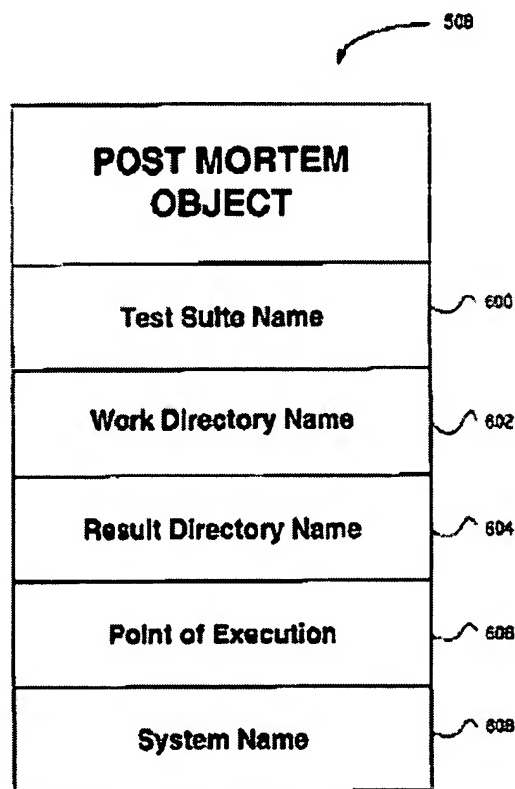 508
POST MORTEM
OBJECT
Test Suite Name
600
Work Directory Name
602
Result Directory Name
604
Point of Execution
606
System Name
608